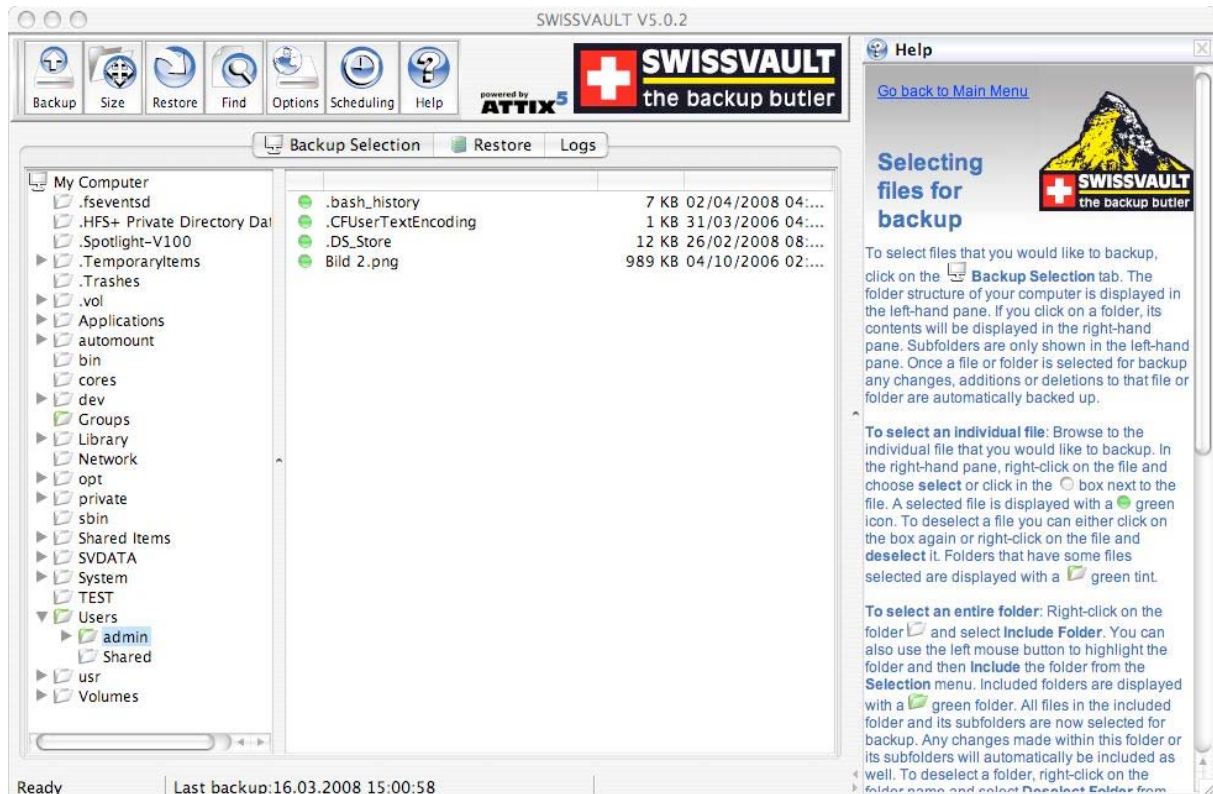 SWISSVAULT V5.0.2
Backup
Size
Restore
Find
Options
Scheduling
Help
powered by
ATTIX5
SWISSVAULT
the backup butler
Backup Selection
Restore
Logs
My Computer
.fseventsd
.HFS+ Private Directory Dat
.Spotlight-V100
.TemporaryItems
.Trashes
.vol
Applications
automount
bin
cores
dev
Groups
Library
Network
opt
private
sbin
Shared Items
SVDATA
System
TEST
Users
admin
Shared
usr
Volumes
.bash_history 7 KB 02/04/2008 04:...
.CFUserTextEncoding 1 KB 31/03/2006 04:...
.DS_Store 12 KB 26/02/2008 08:...
Bild 2.png 989 KB 04/10/2006 02:...
Ready
Last backup:16.03.2008 15:00:58
Help
Go back to Main Menu
SWISSVAULT
the backup butler
Selecting
files for
backup
To select files that you would like to backup,
click on the Backup Selection tab. The
folder structure of your computer is displayed in
the left-hand pane. If you click on a folder, its
contents will be displayed in the right-hand
pane. Subfolders are only shown in the left-hand
pane. Once a file or folder is selected for backup
any changes, additions or deletions to that file or
folder are automatically backed up.
To select an individual file: Browse to the
individual file that you would like to backup. In
the right-hand pane, right-click on the file and
choose select or click in the box next to the
file. A selected file is displayed with a green
icon. To deselect a file you can either click on
the box again or right-click on the file and
deselect it. Folders that have some files
selected are displayed with a green tint.
To select an entire folder: Right-click on the
folder and select Include Folder. You can
also use the left mouse button to highlight the
folder and then Include the folder from the
Selection menu. Included folders are displayed
with a green folder. All files in the included
folder and its subfolders are now selected for
backup. Any changes made within this folder or
its subfolders will automatically be included as
well. To deselect a folder, right-click on the
folder name and select Deselect Folder from